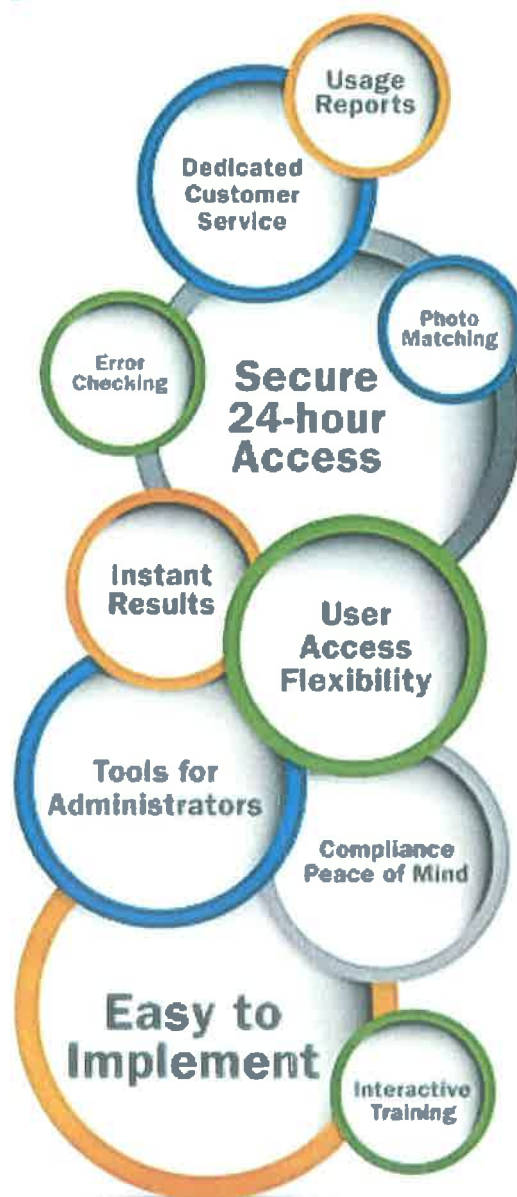 Usage
Reports
Dedicated
Customer
Service
Photo
Matching
Error
Checking
Secure
24-hour
Access
Instant
Results
User
Access
Flexibility
Tools for
Administrators
Compliance
Peace of Mind
Easy to
Implement
Interactive
Training